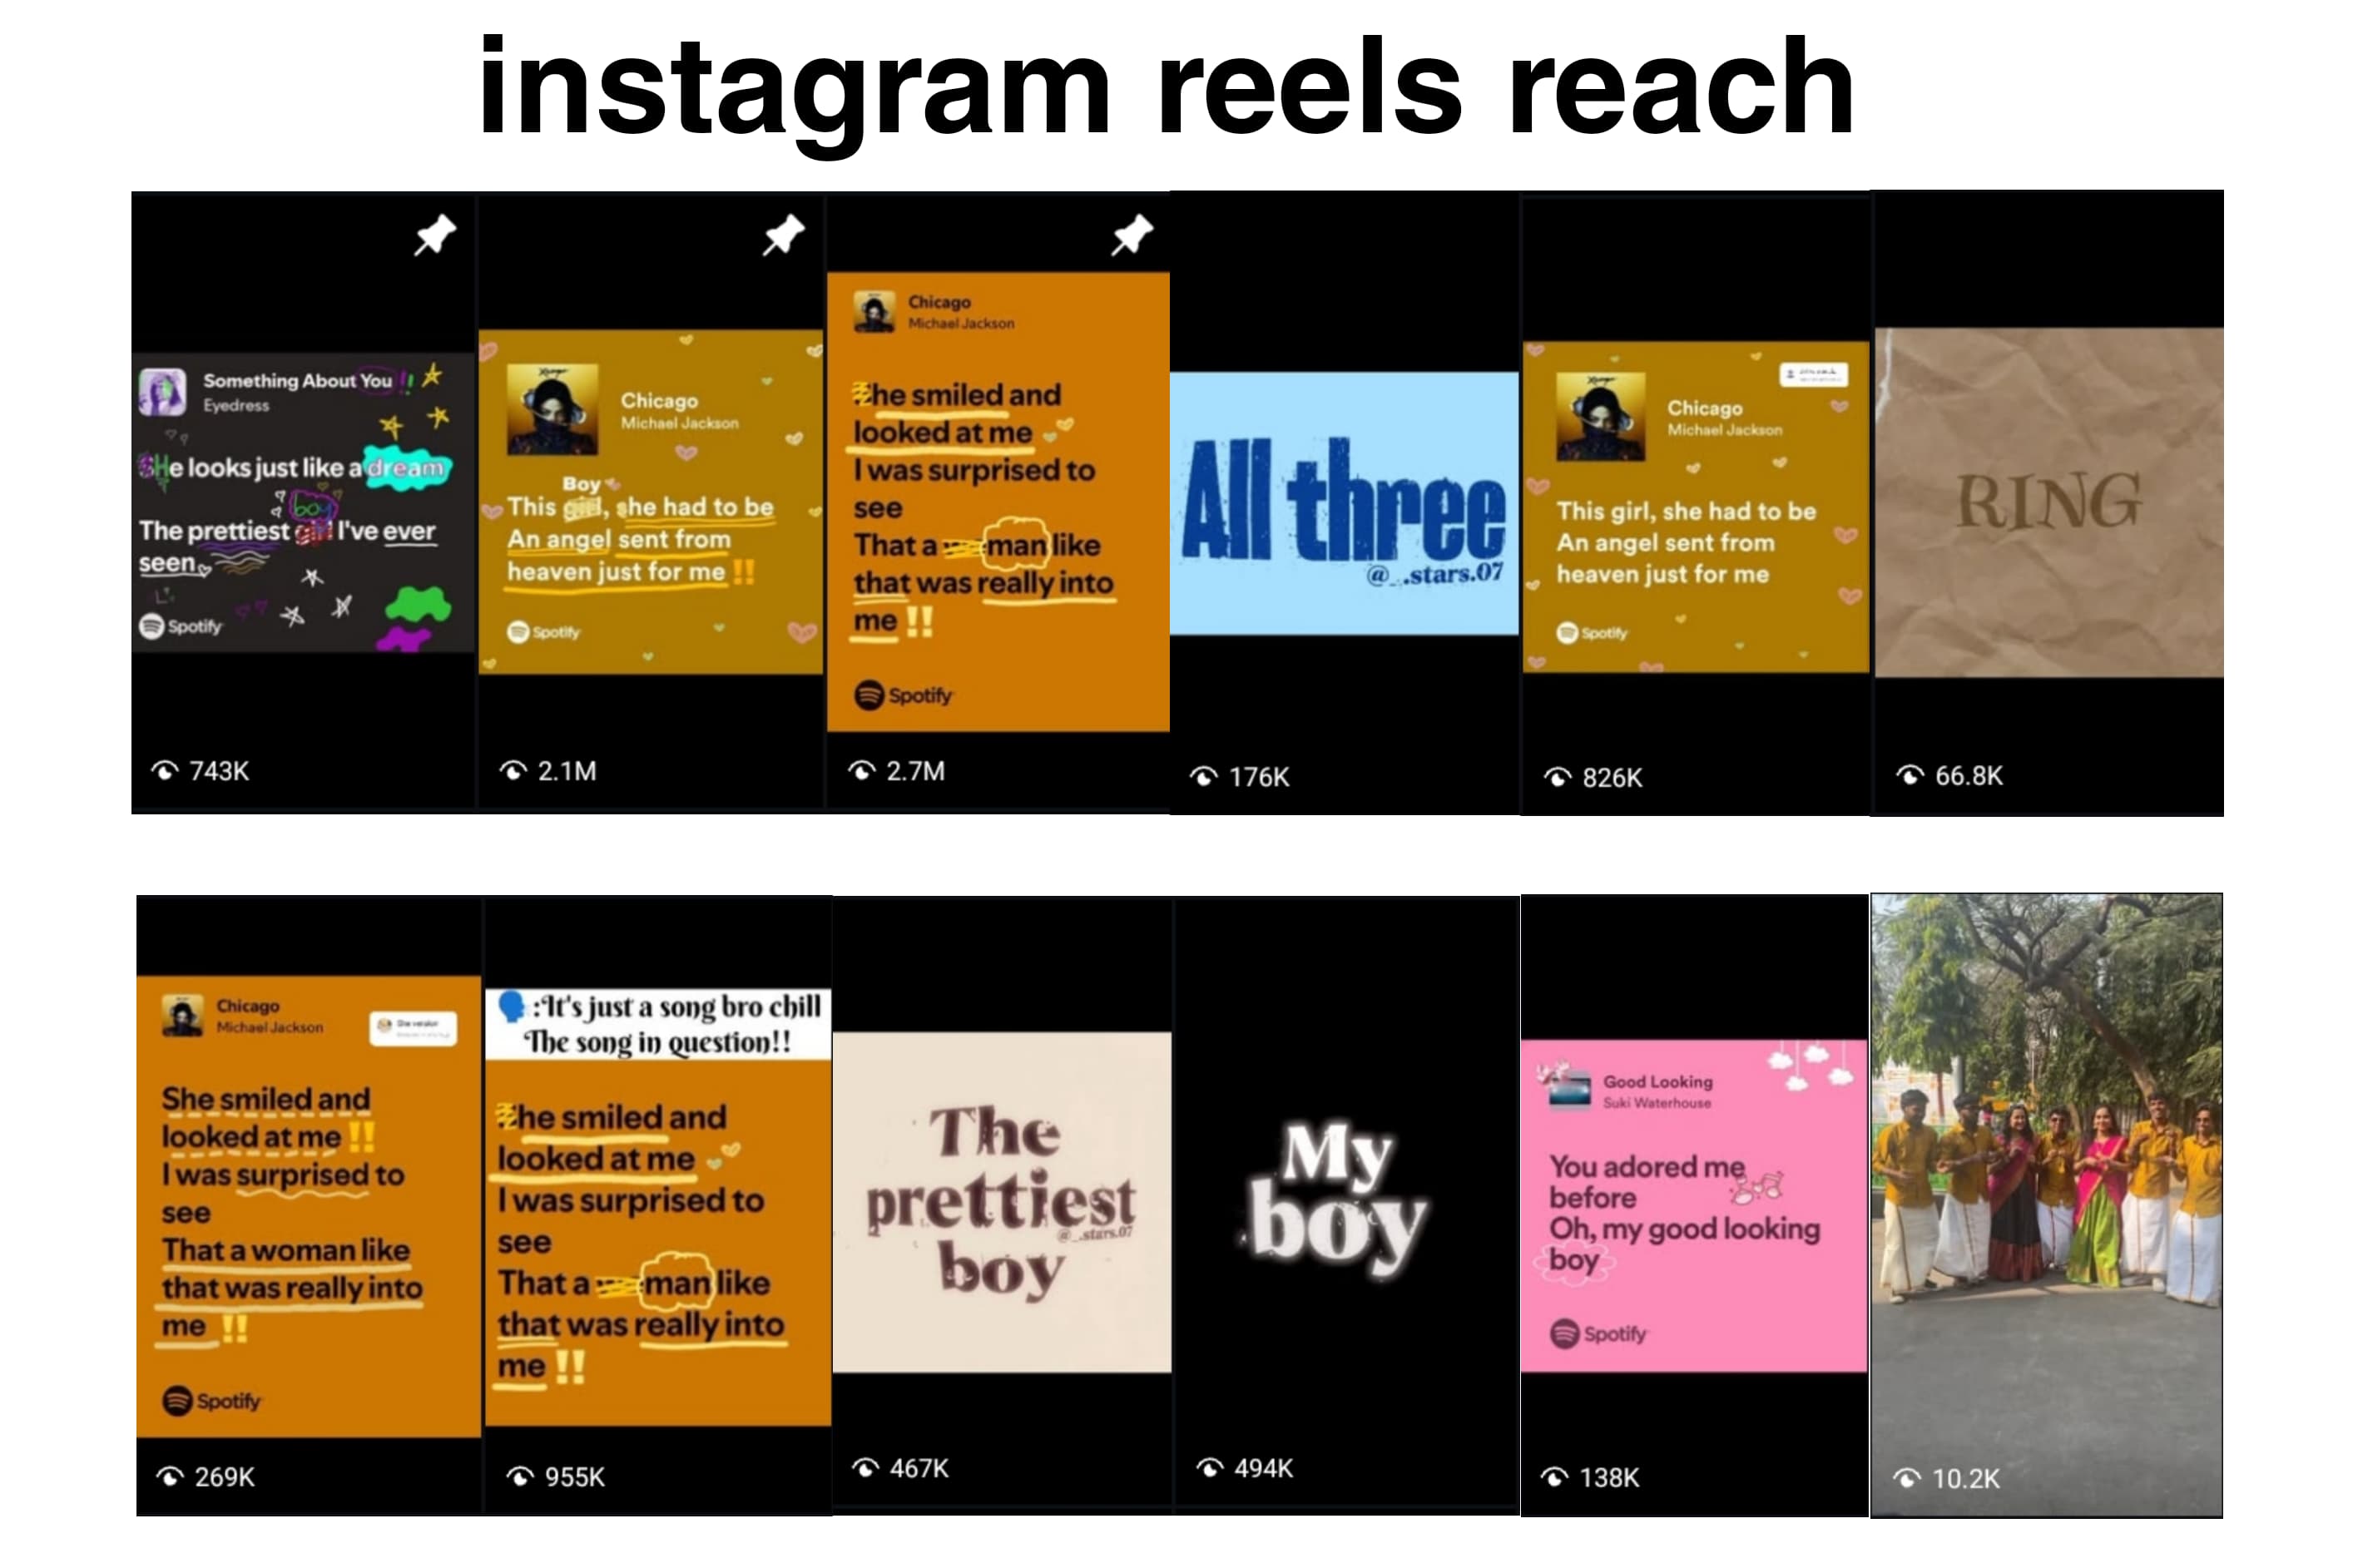 instagram reels reach
Something About You !!
Eyedress
SHe looks just like a dream
boy
The prettiest girl I've ever
seen
Spotify
743K
Chicago
Michael Jackson
Boy
This girl, she had to be
An angel sent from
heaven just for me !!
Spotify
2.1M
Chicago
Michael Jackson
he smiled and
looked at me
I was surprised to
see
That a man like
that was really into
me !!
Spotify
2.7M
All three
@_.stars.07
176K
Chicago
Michael Jackson
This girl, she had to be
An angel sent from
heaven just for me
Spotify
826K
RING
66.8K
Chicago
Michael Jackson
She version
She smiled and
looked at me !!
I was surprised to
see
That a woman like
that was really into
me !!
Spotify
269K
:It's just a song bro chill
The song in question!!
he smiled and
looked at me
I was surprised to
see
That a man like
that was really into
me !!
955K
The
prettiest
@_.stars.07
boy
467K
My
boy
494K
Good Looking
Suki Waterhouse
You adored me
before
Oh, my good looking
boy
Spotify
138K
10.2K